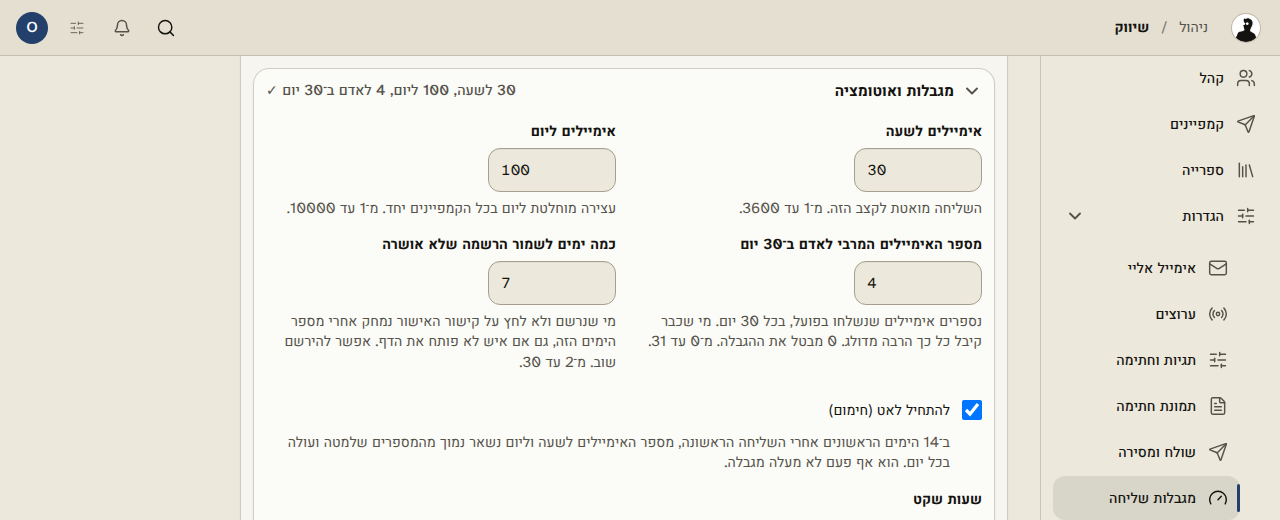 ניהול / שיווק
O
קהל
קמפיינים
ספרייה
הגדרות
אימייל אליי
ערוצים
תגיות וחתימה
תמונת חתימה
שולח ומסירה
מגבלות שליחה
מגבלות ואוטומציה
30 לשעה, 100 ליום, 4 לאדם ב־30 יום ✓
אימיילים לשעה
30
השליחה מואטת לקצב הזה. מ־1 עד 3600.
אימיילים ליום
100
עצירה מוחלטת ליום בכל הקמפיינים יחד. מ־1 עד 10000.
מספר האימיילים המרבי לאדם ב־30 יום
4
נספרים אימיילים שנשלחו בפועל, בכל 30 יום. מי שכבר
קיבל כל כך הרבה מדולג. 0 מבטל את ההגבלה. מ־0 עד 31.
כמה ימים לשמור הרשמה שלא אושרה
7
מי שנרשם ולא לחץ על קישור האישור נמחק אחרי מספר
הימים הזה, גם אם איש לא פותח את הדף. אפשר להירשם
שוב. מ־2 עד 30.
להתחיל לאט (חימום)
ב־14 הימים הראשונים אחרי השליחה הראשונה, מספר האימיילים לשעה וליום נשאר נמוך מהמספרים שלמטה ועולה
בכל יום. הוא אף פעם לא מעלה מגבלה.
שעות שקט